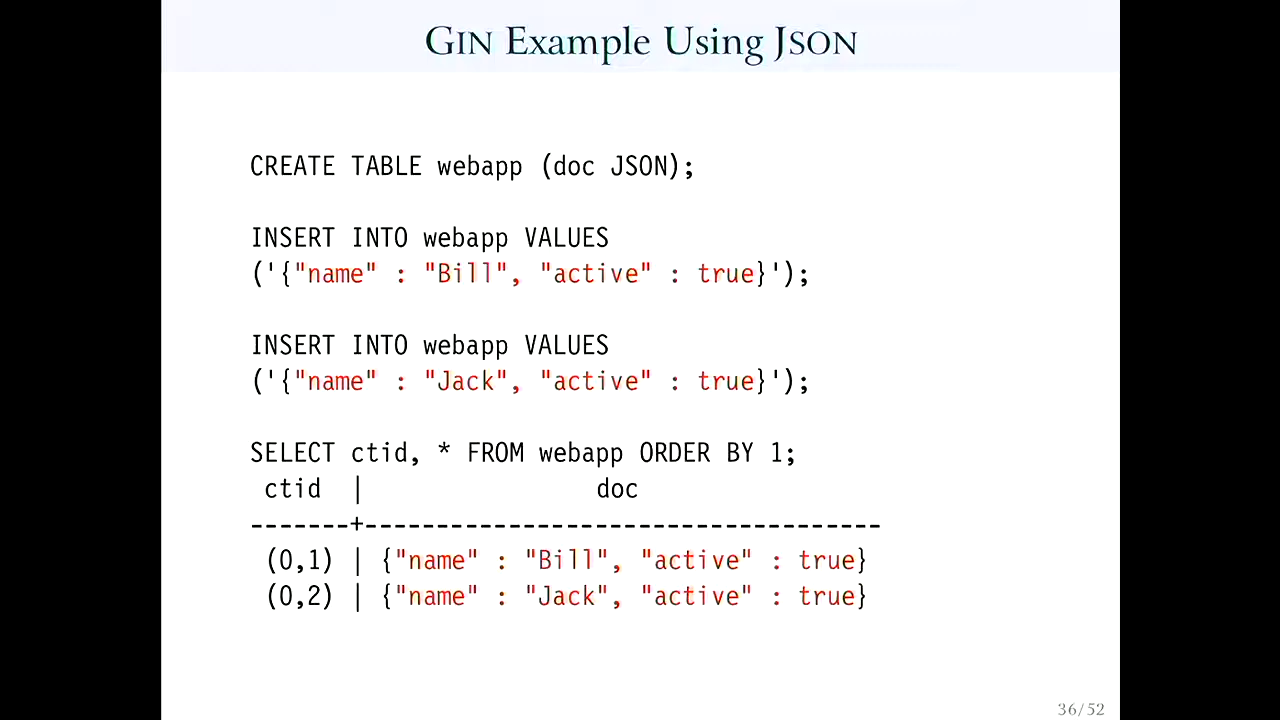 GIN Example Using JSON
CREATE TABLE webapp (doc JSON);
INSERT INTO webapp VALUES
('{"name" : "Bill", "active" : true}');
INSERT INTO webapp VALUES
('{"name" : "Jack", "active" : true}');
SELECT ctid, * FROM webapp ORDER BY 1;
 ctid  |                doc
-------+------------------------------------
 (0,1) | {"name" : "Bill", "active" : true}
 (0,2) | {"name" : "Jack", "active" : true}
36/52